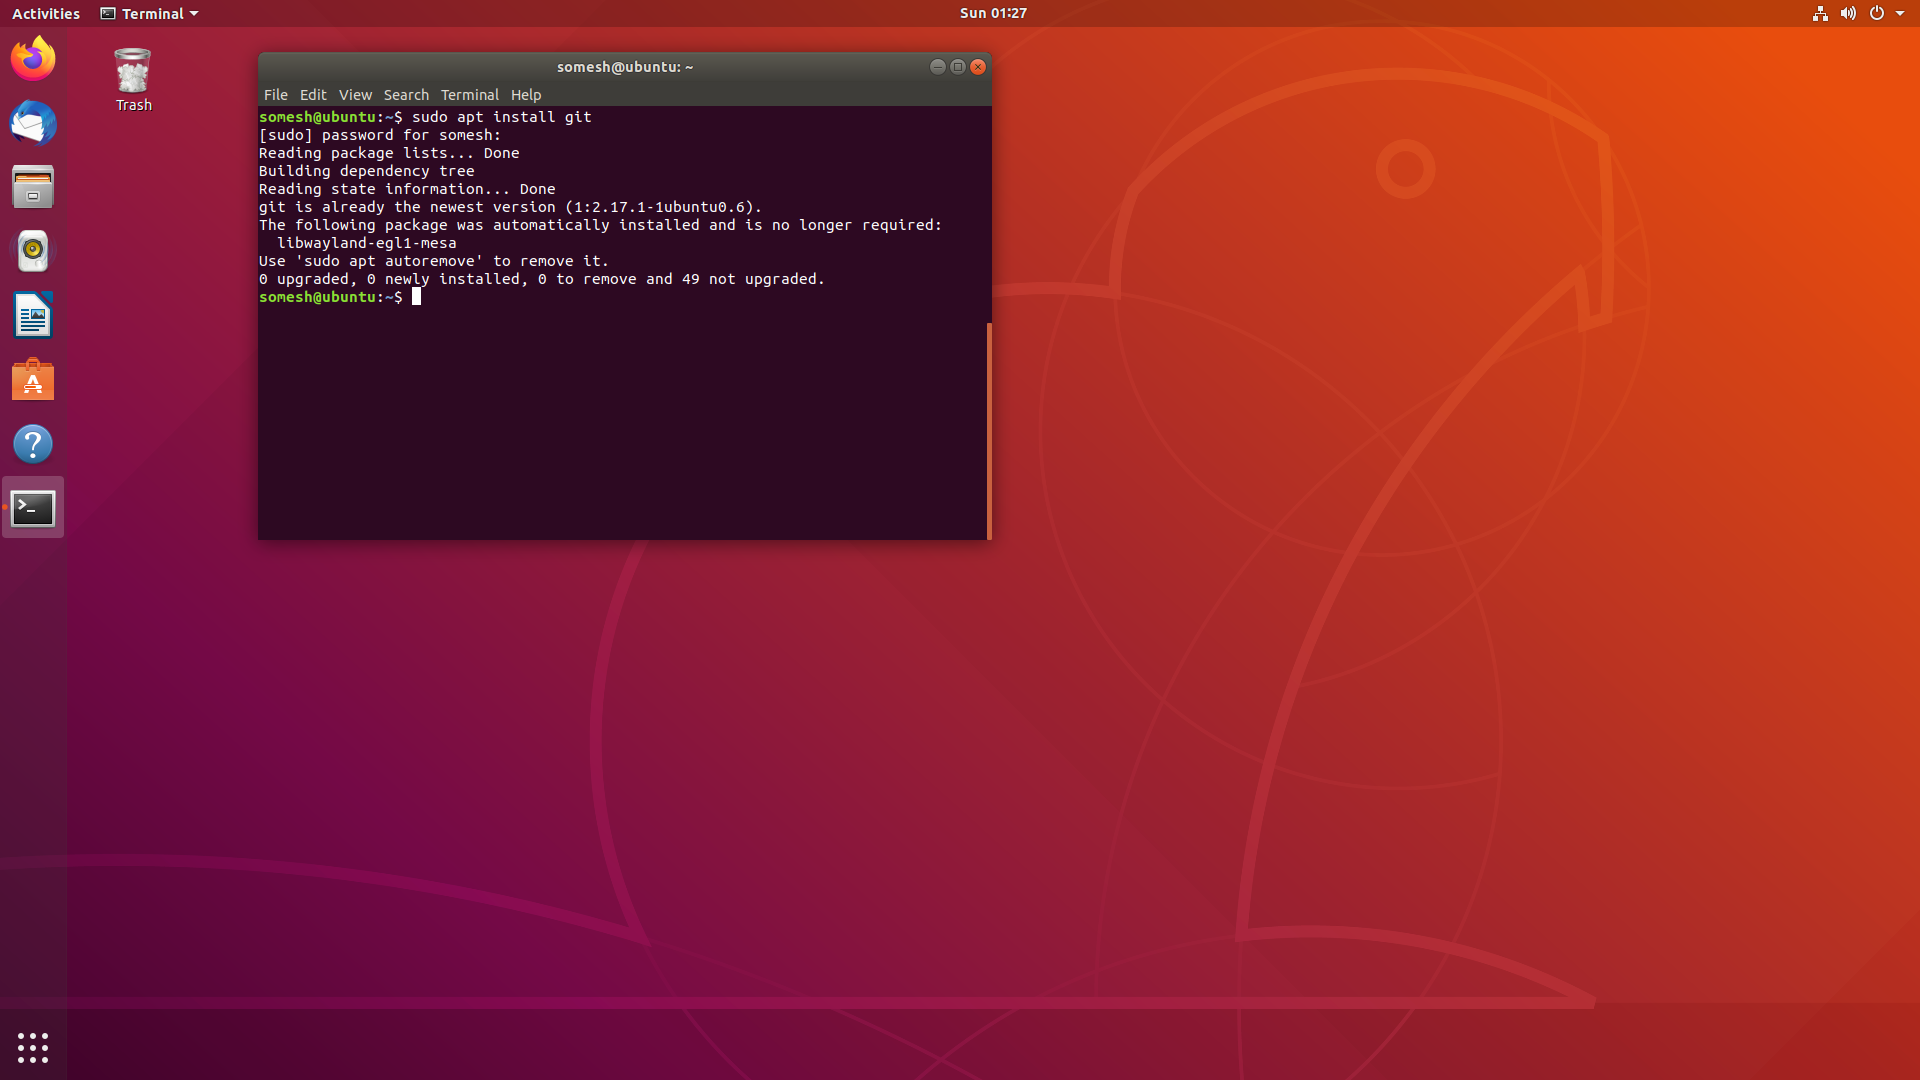 Activities
Terminal
Sun 01:27
Trash
somesh@ubuntu: ~
File Edit View Search Terminal Help
somesh@ubuntu:~$ sudo apt install git
[sudo] password for somesh:
Reading package lists... Done
Building dependency tree
Reading state information... Done
git is already the newest version (1:2.17.1-1ubuntu0.6).
The following package was automatically installed and is no longer required:
  libwayland-egl1-mesa
Use 'sudo apt autoremove' to remove it.
0 upgraded, 0 newly installed, 0 to remove and 49 not upgraded.
somesh@ubuntu:~$